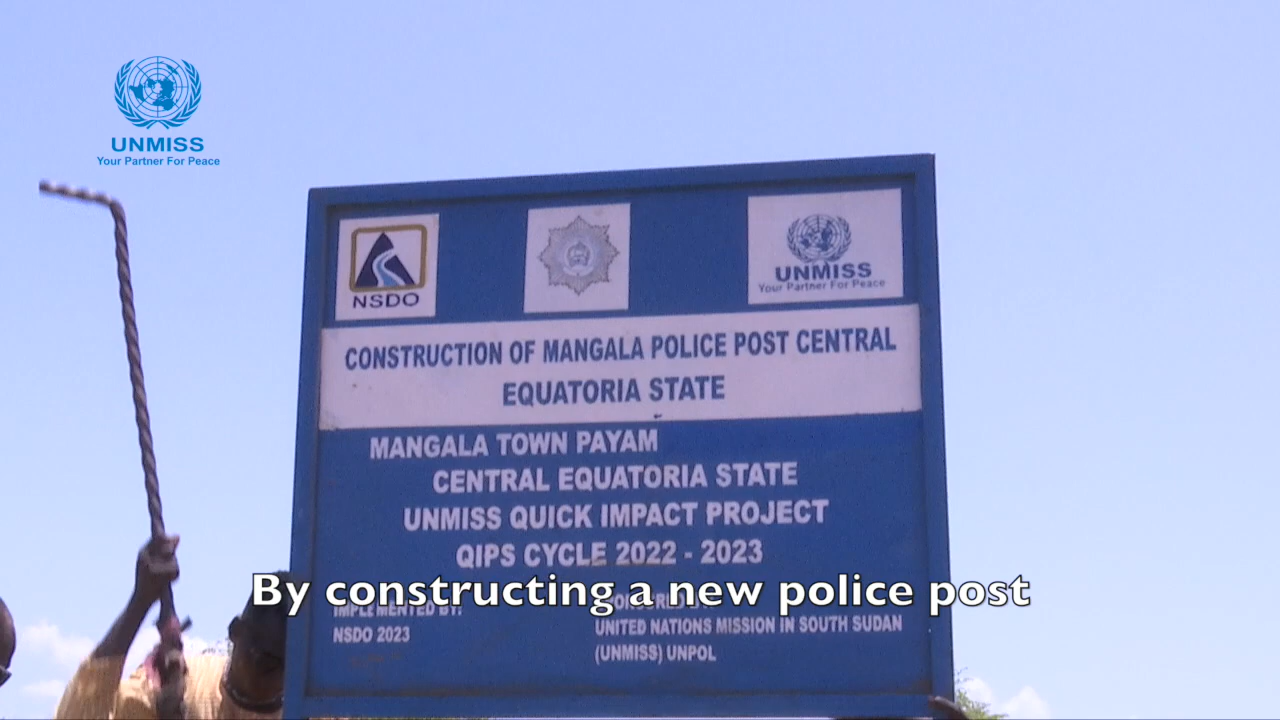 UNMISS
Your Partner For Peace
NSDO
UNMISS
Your Partner For Peace
CONSTRUCTION OF MANGALA POLICE POST CENTRAL
EQUATORIA STATE
MANGALA TOWN PAYAM
CENTRAL EQUATORIA STATE
UNMISS QUICK IMPACT PROJECT
QIPS CYCLE 2022 - 2023
By constructing a new police post
IMPLEMENTED BY:
NSDO 2023
SPONSORED BY:
UNITED NATIONS MISSION IN SOUTH SUDAN
(UNMISS) UNPOL